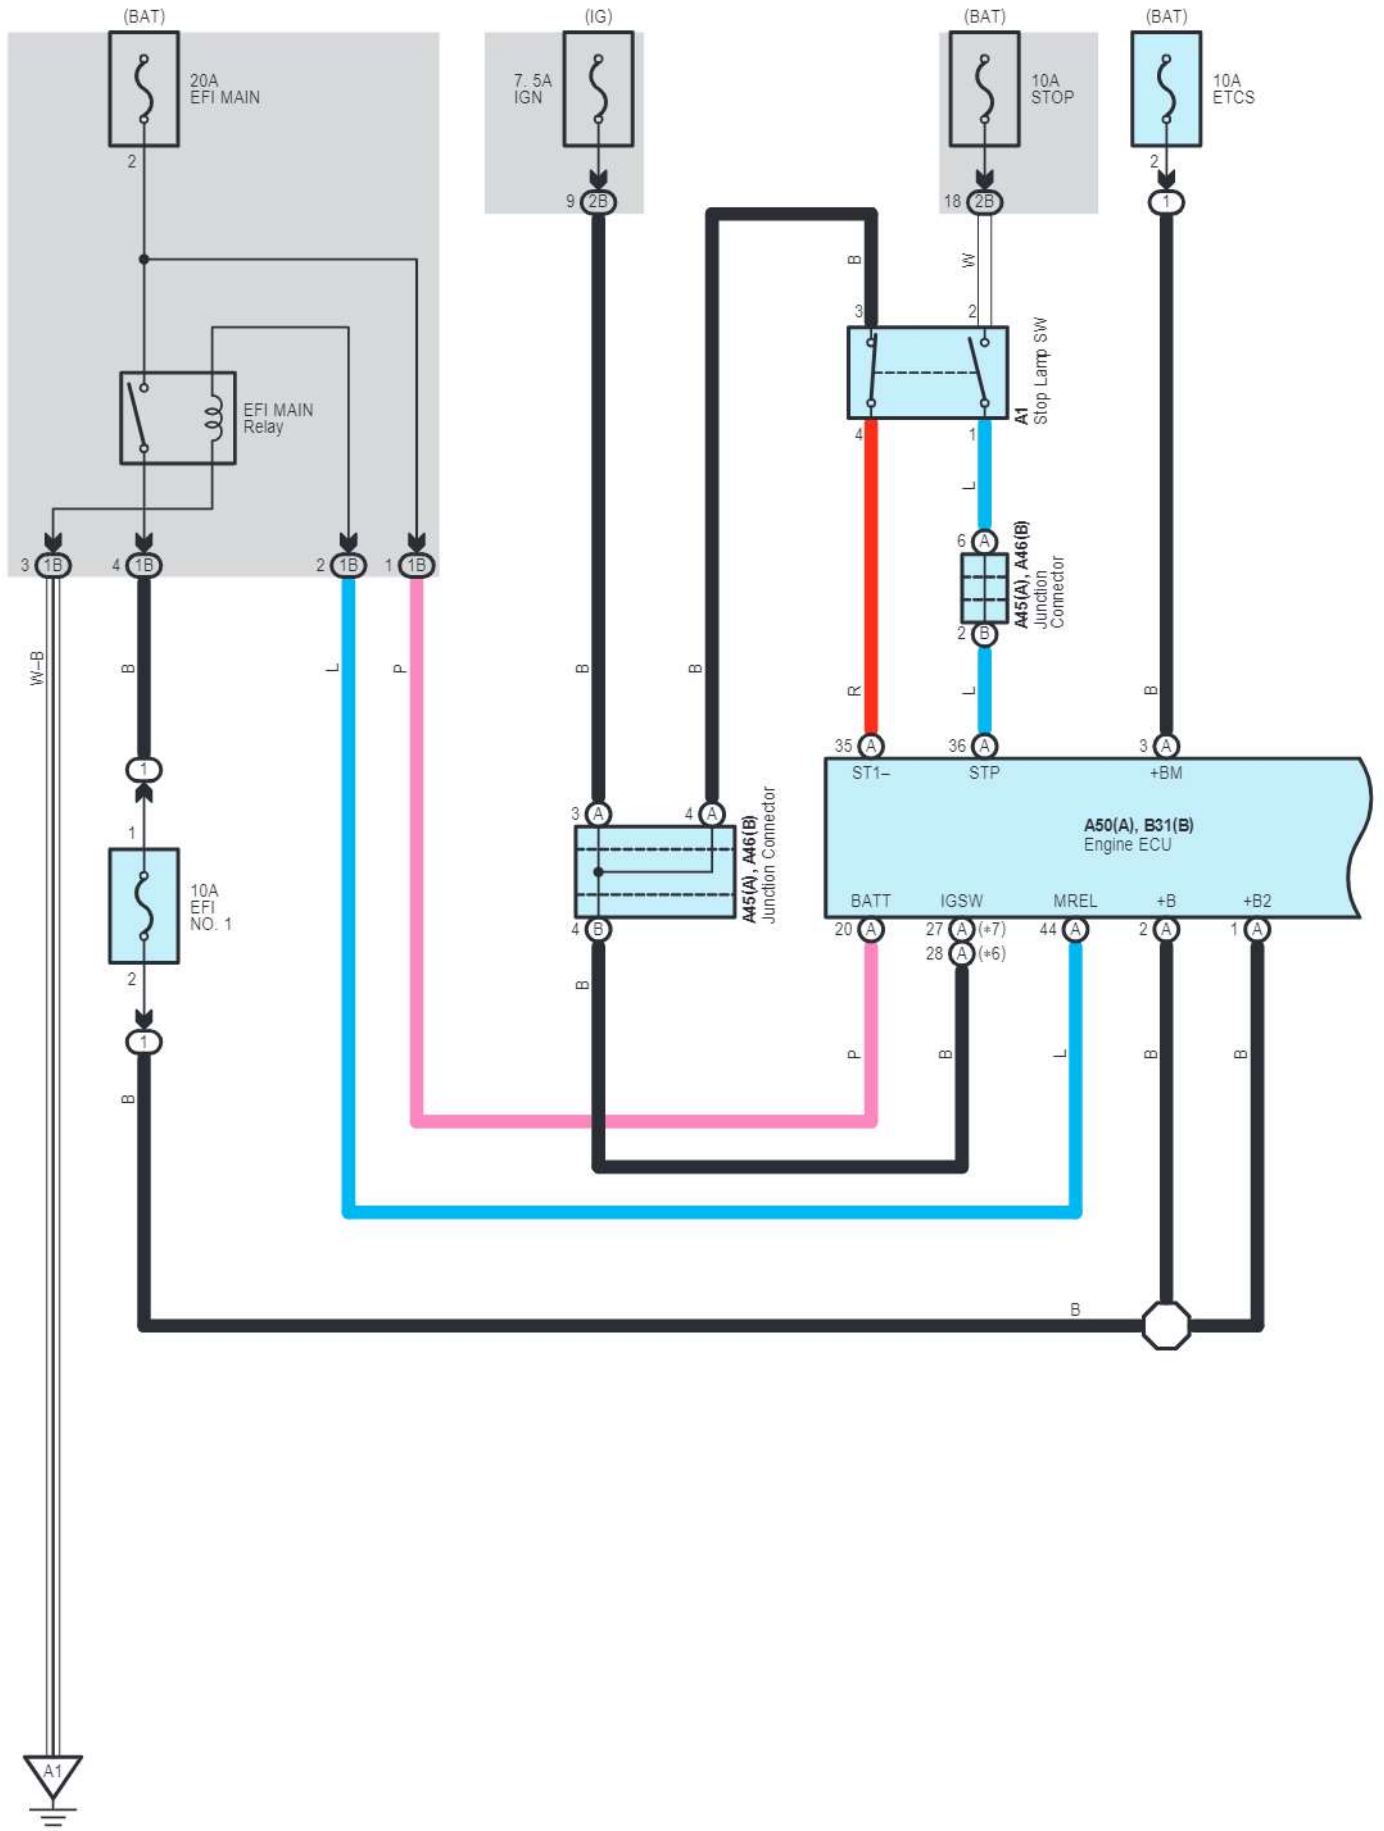 (BAT)
(IG)
(BAT)
(BAT)
20A
EFI MAIN
7. 5A
IGN
10A
STOP
10A
ETCS
2
2
9
2B
18
2B
1
B
W
3
2
A1
Stop Lamp SW
EFI MAIN
Relay
4
1
L
3
1B
4
1B
2
1B
1
1B
6
A
A45(A), A46(B)
Junction
Connector
2
B
W–B
B
L
P
B
B
R
L
B
1
35
A
36
A
3
A
ST1–
STP
+BM
3
A
4
A
A45(A), A46(B)
Junction Connector
A50(A), B31(B)
Engine ECU
1
10A
EFI
NO. 1
BATT
IGSW
MREL
+B
+B2
4
B
20
A
27
A
(*7)
44
A
2
A
1
A
28
A
(*6)
2
B
1
P
B
L
B
B
B
B
A1